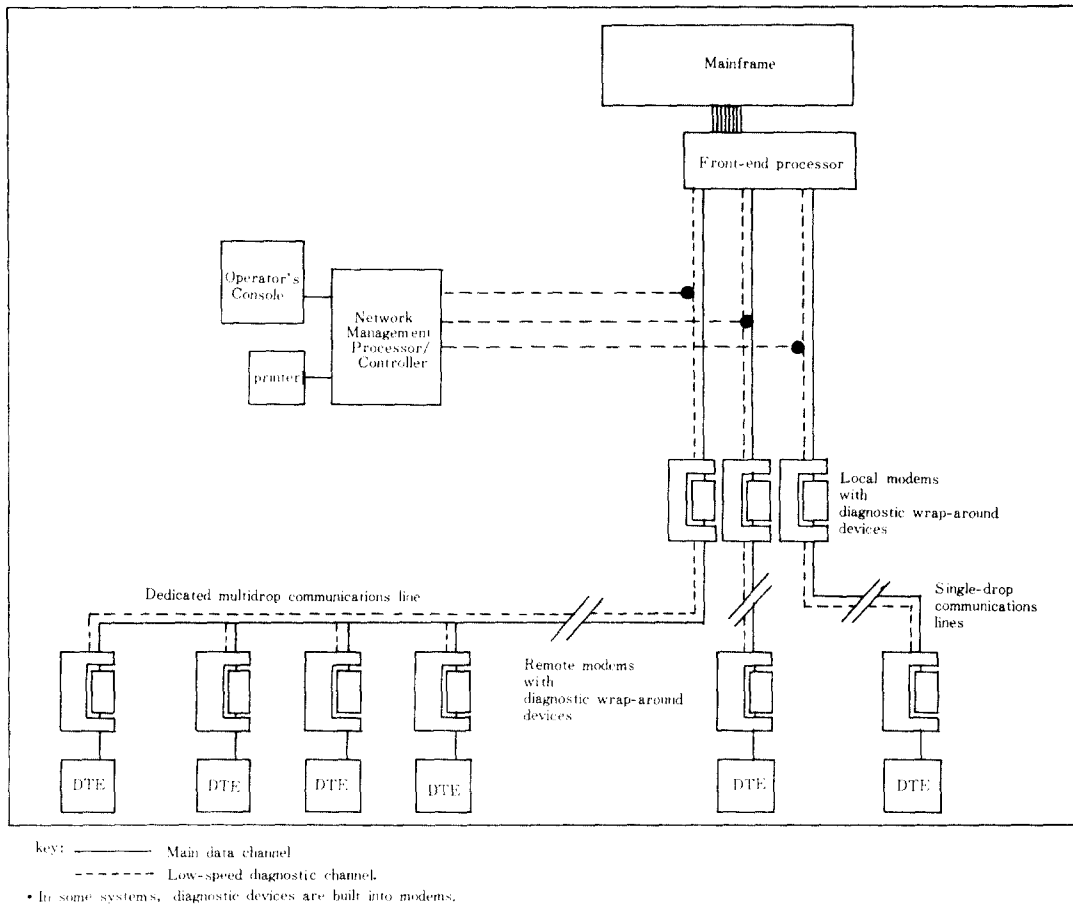 Mainframe
Front-end processor
Operator's
Console
Network
Management
Processor/
Controller
printer
Local modems
with
diagnostic wrap-around
devices
Dedicated multidrop communications line
Single-drop
communications
lines
Remote modems
with
diagnostic wrap-around
devices
DTE
DTE
DTE
DTE
DTE
DTE
key: Main data channel
Low-speed diagnostic channel.
• In some systems, diagnostic devices are built into modems.